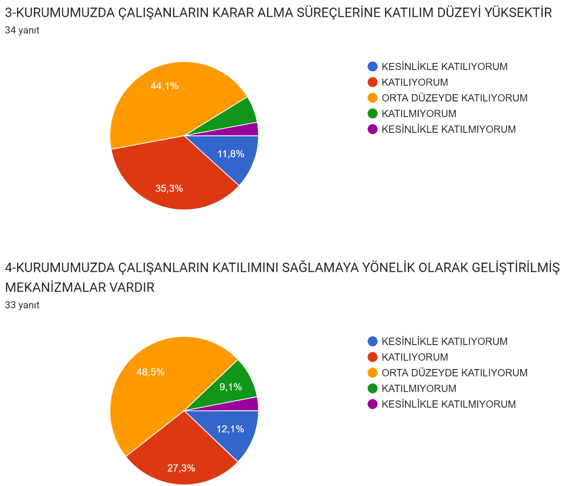 3-KURUMUMUZDA ÇALIŞANLARIN KARAR ALMA SÜREÇLERİNE KATILIM DÜZEYİ YÜKSEKTİR
34 yanıt
44,1%
35,3%
11,8%
KESİNLİKLE KATILIYORUM
KATILIYORUM
ORTA DÜZEYDE KATILIYORUM
KATILMIYORUM
KESİNLİKLE KATILMIYORUM
4-KURUMUMUZDA ÇALIŞANLARIN KATILIMINI SAĞLAMAYA YÖNELİK OLARAK GELİŞTİRİLMİŞ
MEKANİZMALAR VARDIR
33 yanıt
48,5%
9,1%
12,1%
27,3%
KESİNLİKLE KATILIYORUM
KATILIYORUM
ORTA DÜZEYDE KATILIYORUM
KATILMIYORUM
KESİNLİKLE KATILMIYORUM